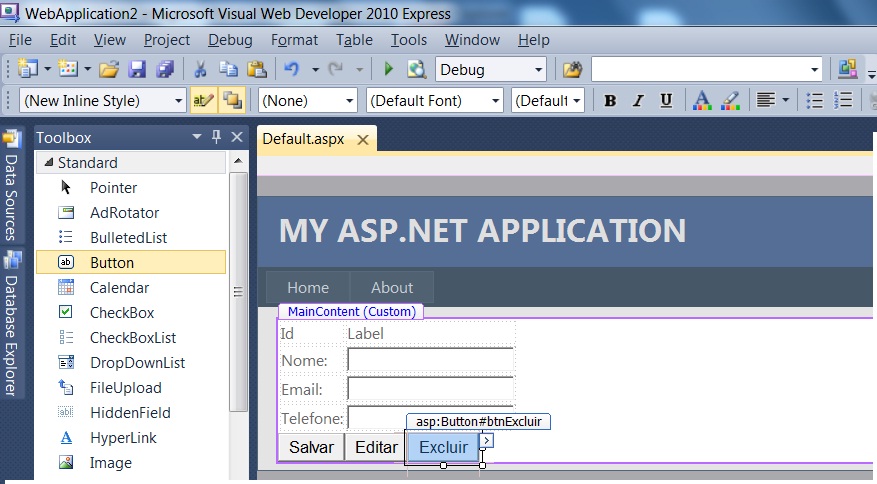 WebApplication2 - Microsoft Visual Web Developer 2010 Express
File Edit View Project Debug Format Table Tools Window Help
Debug
(New Inline Style) ab (None) (Default Font) (Default B I U A
Data Sources
Database Explorer
Toolbox
Standard
Pointer
AdRotator
BulletedList
ab Button
Calendar
CheckBox
CheckBoxList
DropDownList
FileUpload
abl HiddenField
A HyperLink
Image
Default.aspx
MY ASP.NET APPLICATION
Home About
MainContent (Custom)
Id Label
Nome:
Email:
Telefone:
asp:Button#btnExcluir
Salvar Editar Excluir